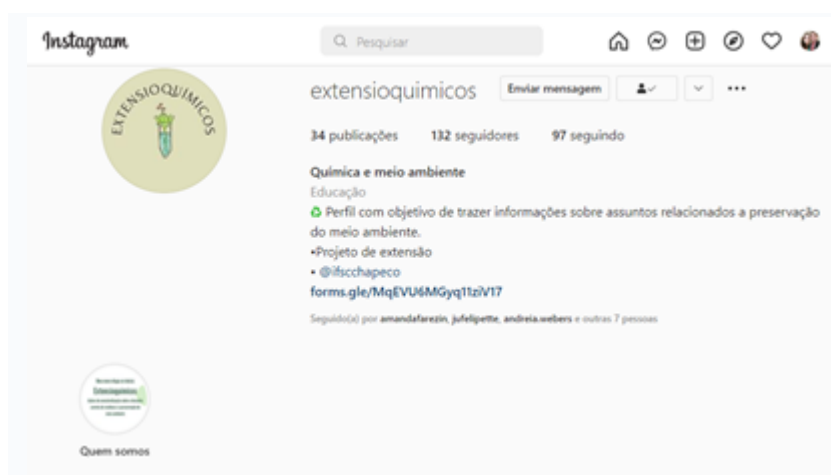 Instagram
Pesquisar
EXTENSIOQUIMICOS
extensioquimicos Enviar mensagem
34 publicações 132 seguidores 97 seguindo
Química e meio ambiente
Educação
Perfil com objetivo de trazer informações sobre assuntos relacionados a preservação
do meio ambiente.
•Projeto de extensão
• @ifscchapeco
forms.gle/MqEVU6MGyq11ziV17
Seguido(a) por amandafarezin, jufelipette, andreia.webers e outras 7 pessoas
Extensioquimicos
Quem somos